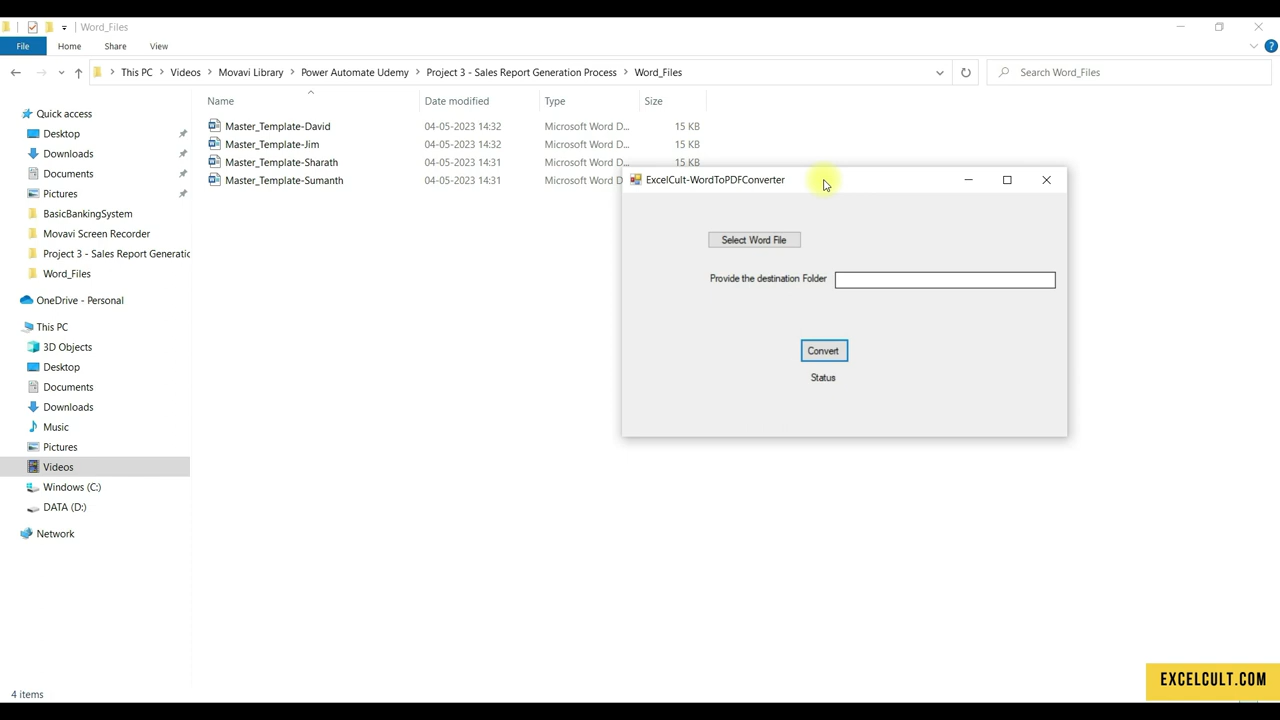 Word_Files
File Home Share View
This PC Videos Movavi Library Power Automate Udemy Project 3 - Sales Report Generation Process Word_Files
Search Word_Files
Name Date modified Type Size
Quick access
Desktop
Downloads
Documents
Pictures
BasicBankingSystem
Movavi Screen Recorder
Project 3 - Sales Report Generatic
Word_Files
OneDrive - Personal
This PC
3D Objects
Desktop
Documents
Downloads
Music
Pictures
Videos
Windows (C:)
DATA (D:)
Network
Master_Template-David 04-05-2023 14:32 Microsoft Word D... 15 KB
Master_Template-Jim 04-05-2023 14:32 Microsoft Word D... 15 KB
Master_Template-Sharath 04-05-2023 14:31 Microsoft Word D... 15 KB
Master_Template-Sumanth 04-05-2023 14:31 Microsoft Word D
ExcelCult-WordToPDFConverter
Select Word File
Provide the destination Folder
Convert
Status
4 items
EXCELCULT.COM